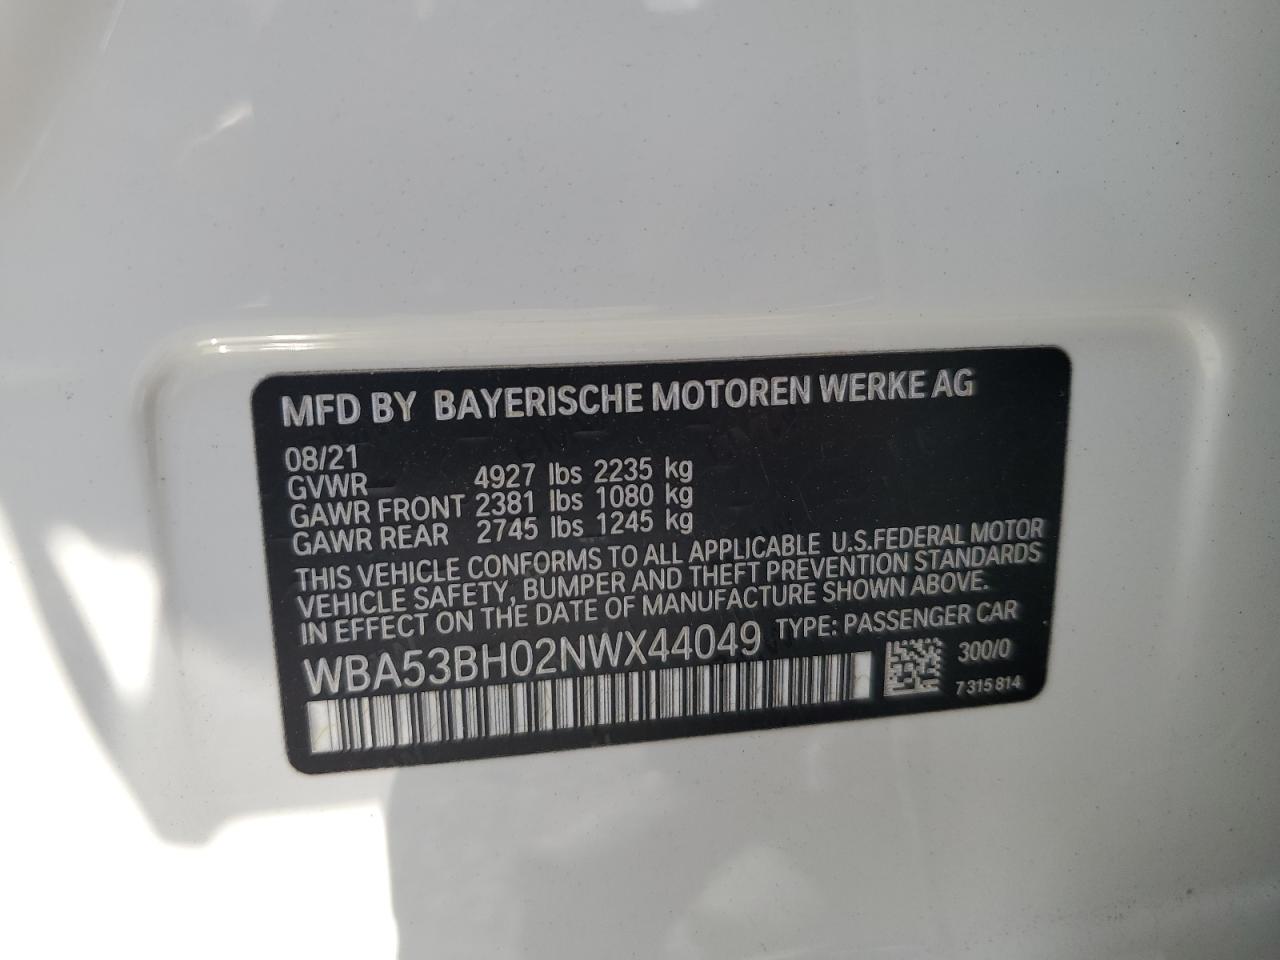 MFD BY BAYERISCHE MOTOREN WERKE AG
08/21
GVWR 4927 lbs 2235 kg
GAWR FRONT 2381 lbs 1080 kg
GAWR REAR 2745 lbs 1245 kg
THIS VEHICLE CONFORMS TO ALL APPLICABLE U.S.FEDERAL MOTOR
VEHICLE SAFETY, BUMPER AND THEFT PREVENTION STANDARDS
IN EFFECT ON THE DATE OF MANUFACTURE SHOWN ABOVE.
WBA53BH02NWX44049 TYPE: PASSENGER CAR
300/0
7 315 814